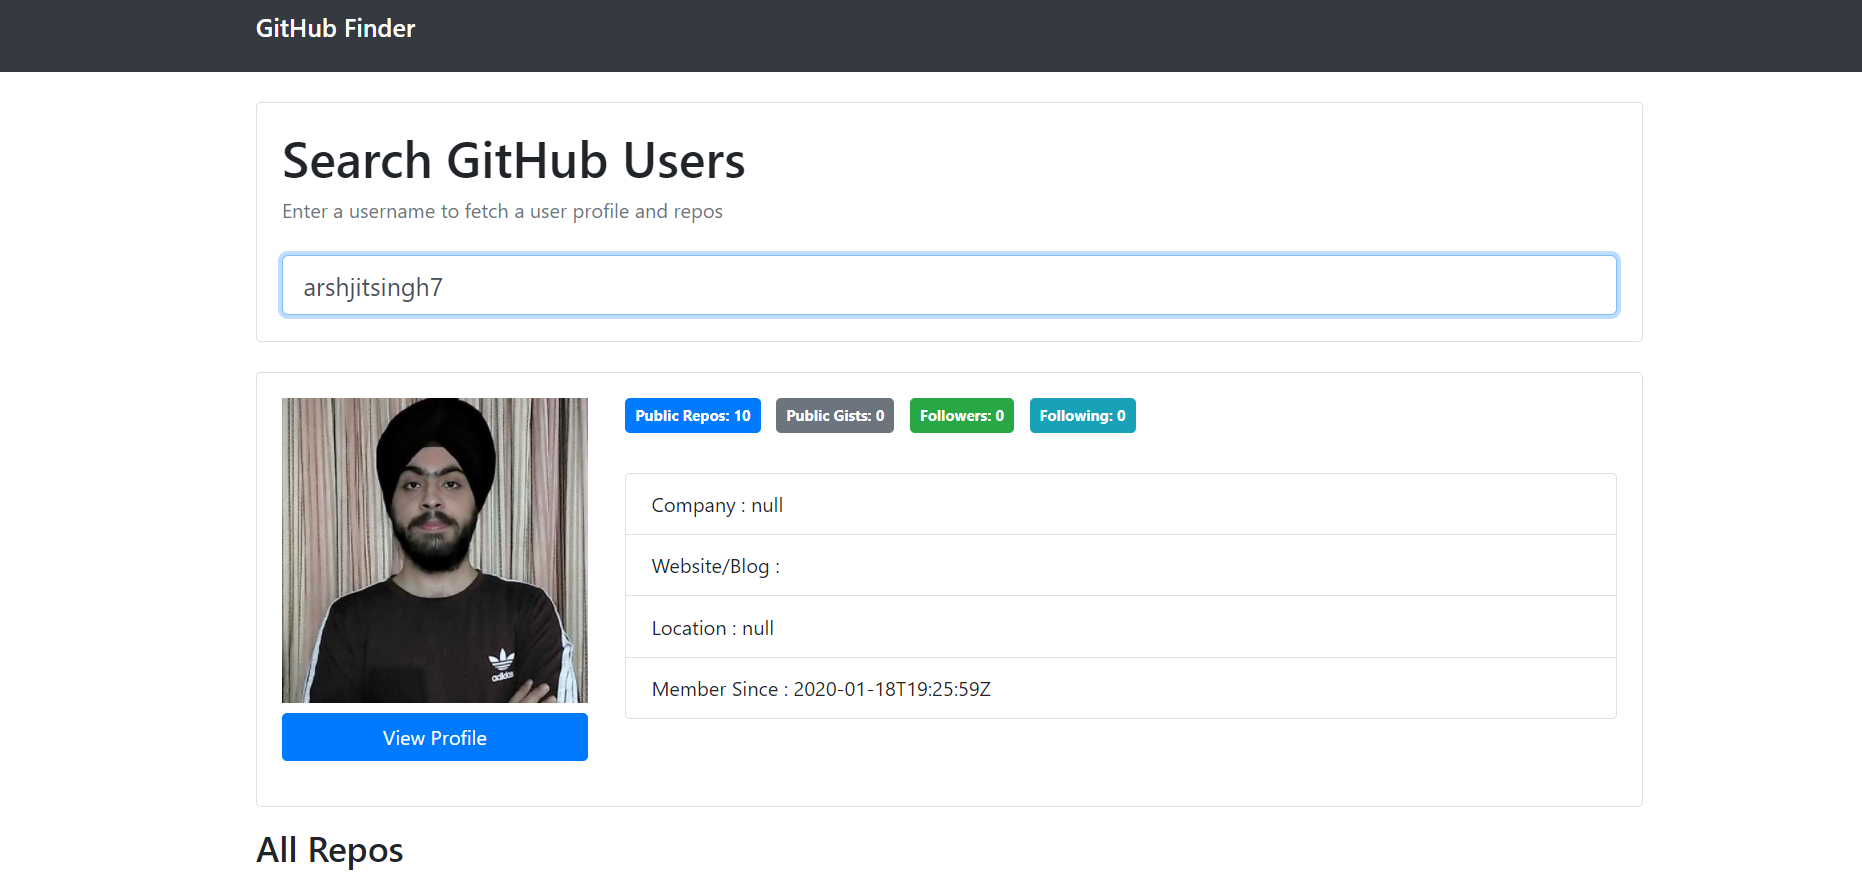 GitHub Finder
Search GitHub Users
Enter a username to fetch a user profile and repos
arshjitsingh7
Public Repos: 10 Public Gists: 0 Followers: 0 Following: 0
Company : null
Website/Blog :
Location : null
Member Since : 2020-01-18T19:25:59Z
adidas
View Profile
All Repos